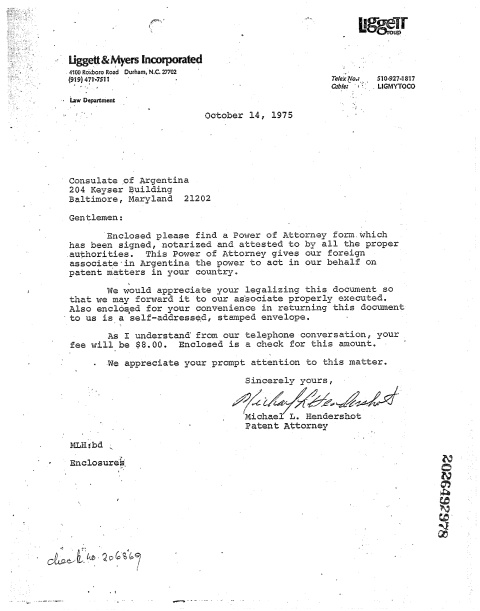 Liggett
Group
Liggett & Myers Incorporated
4100 Roxboro Road Durham, N.C. 27702
(919) 471-7511
Telex No.: 510-927-1817
Cable: LIGMYTOCO
Law Department
October 14, 1975
Consulate of Argentina
204 Keyser Building
Baltimore, Maryland 21202
Gentlemen:
Enclosed please find a Power of Attorney form which
has been signed, notarized and attested to by all the proper
authorities. This Power of Attorney gives our foreign
associate in Argentina the power to act in our behalf on
patent matters in your country.
We would appreciate your legalizing this document so
that we may forward it to our associate properly executed.
Also enclosed for your convenience in returning this document
to us is a self-addressed, stamped envelope.
As I understand from our telephone conversation, your
fee will be $8.00. Enclosed is a check for this amount.
We appreciate your prompt attention to this matter.
Sincerely yours,
Michael L. Hendershot
Michael L. Hendershot
Patent Attorney
MLH:bd
Enclosures
2026492978
check no. 206869